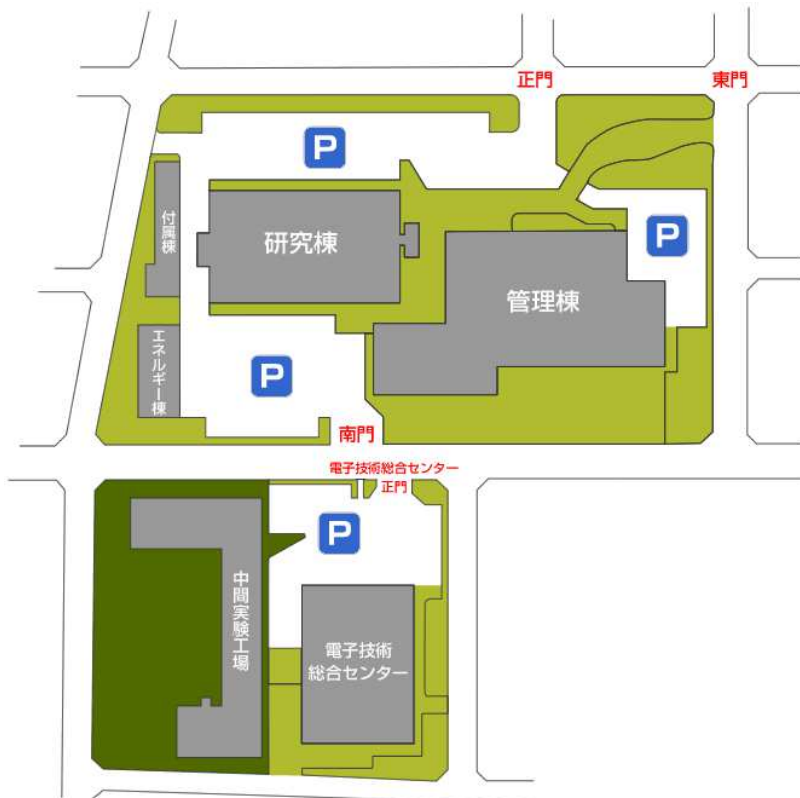 正門
東門
P
付属棟
研究棟
P
管理棟
エネルギー棟
P
南門
電子技術総合センター
正門
P
中間実験工場
電子技術
総合センター